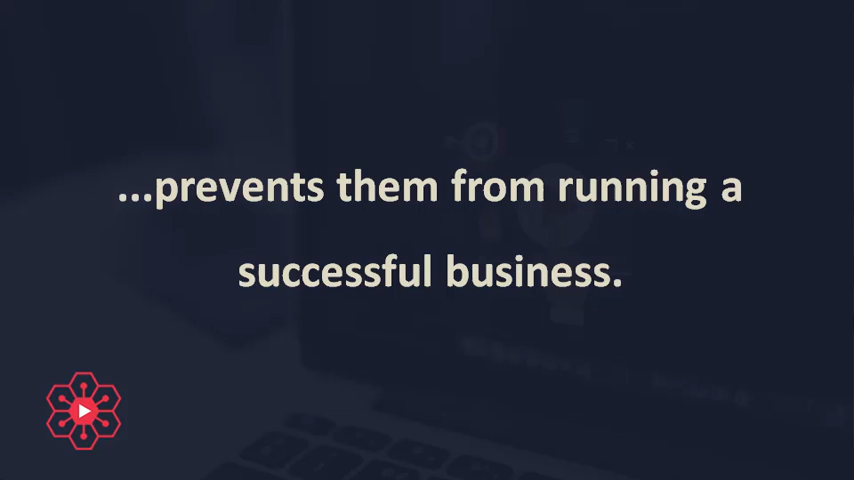 ...prevents them from running a
successful business.